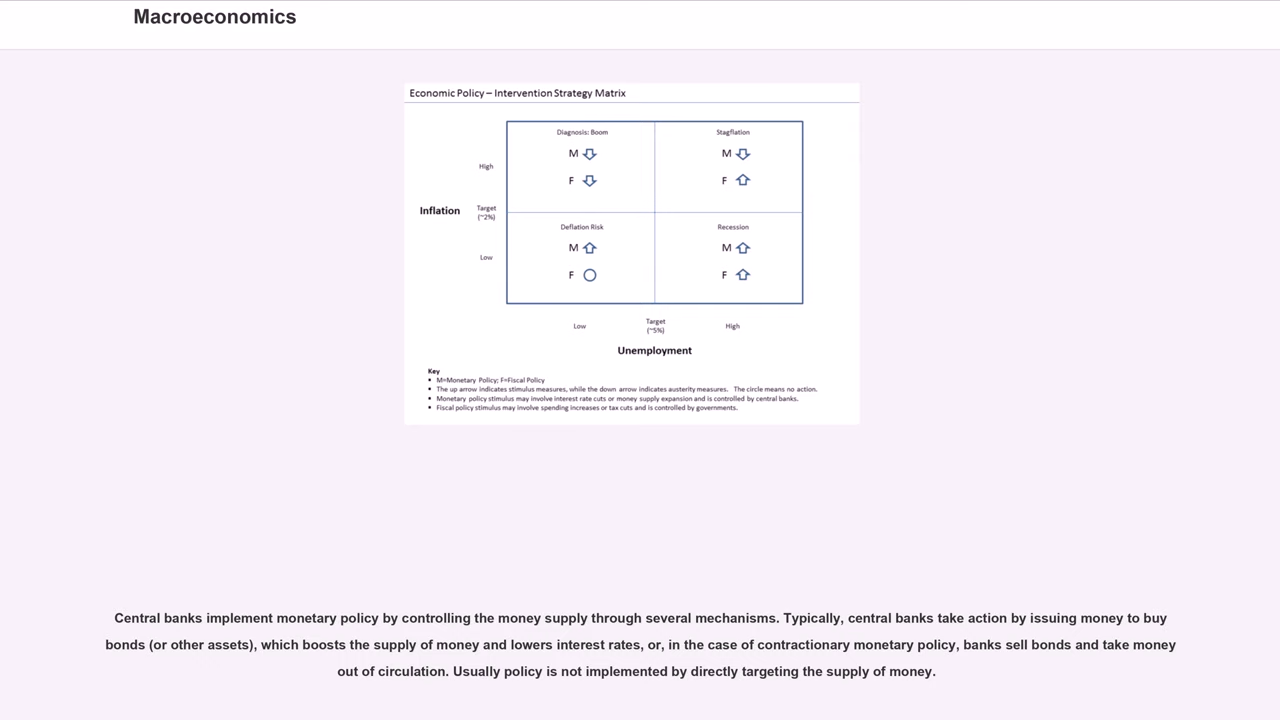 Macroeconomics
Economic Policy – Intervention Strategy Matrix
Diagnosis: Boom
Stagflation
M
M
High
F
F
Inflation
Target
(~2%)
Deflation Risk
Recession
M
M
Low
F
F
Low
Target
(~5%)
High
Unemployment
Key
• M=Monetary Policy; F=Fiscal Policy
• The up arrow indicates stimulus measures, while the down arrow indicates austerity measures. The circle means no action.
• Monetary policy stimulus may involve interest rate cuts or money supply expansion and is controlled by central banks.
• Fiscal policy stimulus may involve spending increases or tax cuts and is controlled by governments.
Central banks implement monetary policy by controlling the money supply through several mechanisms. Typically, central banks take action by issuing money to buy
bonds (or other assets), which boosts the supply of money and lowers interest rates, or, in the case of contractionary monetary policy, banks sell bonds and take money
out of circulation. Usually policy is not implemented by directly targeting the supply of money.